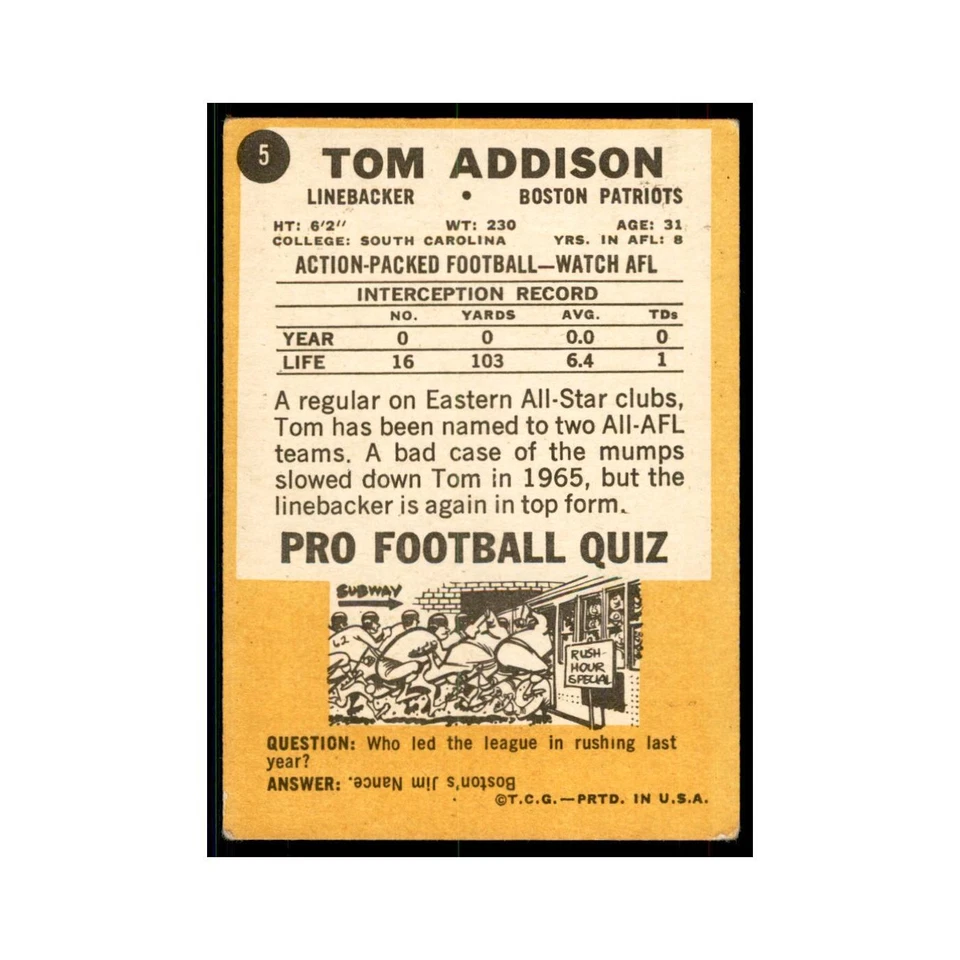 5
TOM ADDISON
LINEBACKER • BOSTON PATRIOTS
HT: 6'2" WT: 230 AGE: 31
COLLEGE: SOUTH CAROLINA YRS. IN AFL: 8
ACTION-PACKED FOOTBALL—WATCH AFL
INTERCEPTION RECORD
NO. YARDS AVG. TDs
YEAR 0 0 0.0 0
LIFE 16 103 6.4 1
A regular on Eastern All-Star clubs,
Tom has been named to two All-AFL
teams. A bad case of the mumps
slowed down Tom in 1965, but the
linebacker is again in top form.
PRO FOOTBALL QUIZ
SUBWAY
62
RUSH-
HOUR
SPECIAL
QUESTION: Who led the league in rushing last
year?
ANSWER: Boston's Jim Nance.
©T.C.G.—PRTD. IN U.S.A.